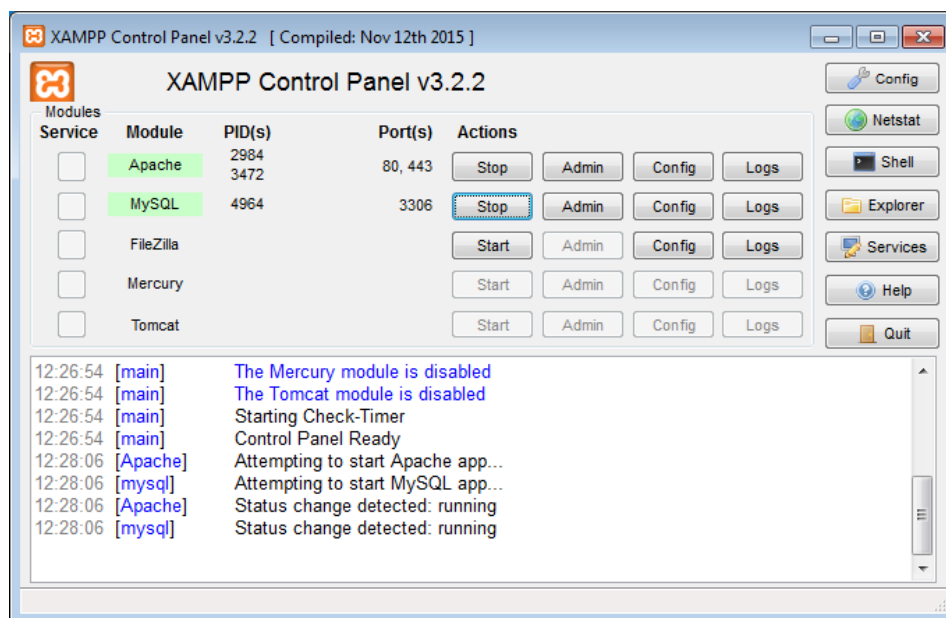 XAMPP Control Panel v3.2.2 [ Compiled: Nov 12th 2015 ]
XAMPP Control Panel v3.2.2
Config
Modules
Service Module PID(s) Port(s) Actions
Netstat
Apache 2984 3472 80, 443 Stop Admin Config Logs
Shell
MySQL 4964 3306 Stop Admin Config Logs
Explorer
FileZilla Start Admin Config Logs
Services
Mercury Start Admin Config Logs
Help
Tomcat Start Admin Config Logs
Quit
12:26:54 [main] The Mercury module is disabled
12:26:54 [main] The Tomcat module is disabled
12:26:54 [main] Starting Check-Timer
12:26:54 [main] Control Panel Ready
12:28:06 [Apache] Attempting to start Apache app...
12:28:06 [mysql] Attempting to start MySQL app...
12:28:06 [Apache] Status change detected: running
12:28:06 [mysql] Status change detected: running